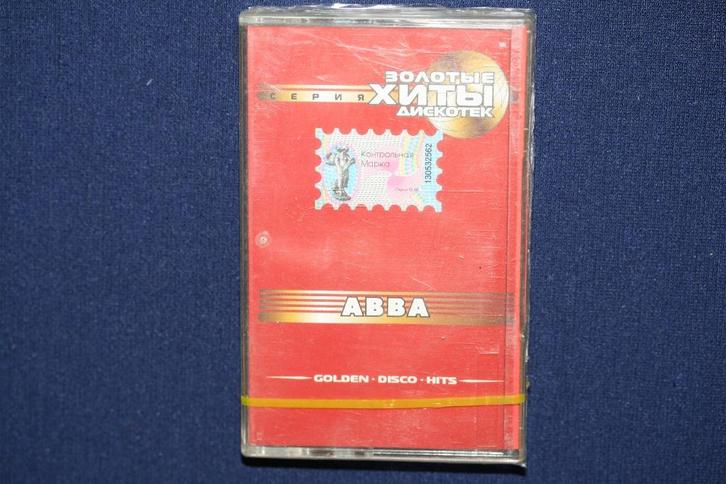 ЗОЛОТЫЕ
СЕРИЯ ХИТЫ
ДИСКОТЕК
Контрольная
Марка
130532562
ABBA
GOLDEN · DISCO · HITS